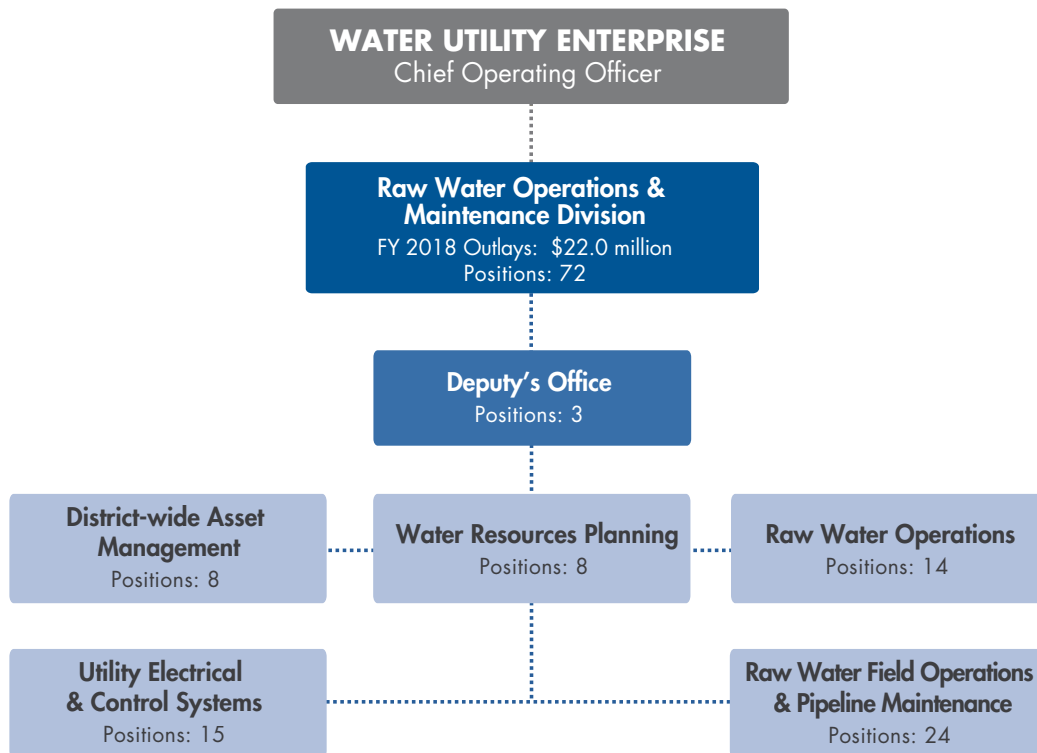 WATER UTILITY ENTERPRISE
Chief Operating Officer
Raw Water Operations &
Maintenance Division
FY 2018 Outlays: $22.0 million
Positions: 72
Deputy’s Office
Positions: 3
District-wide Asset
Management
Positions: 8
Water Resources Planning
Positions: 8
Raw Water Operations
Positions: 14
Utility Electrical
& Control Systems
Positions: 15
Raw Water Field Operations
& Pipeline Maintenance
Positions: 24